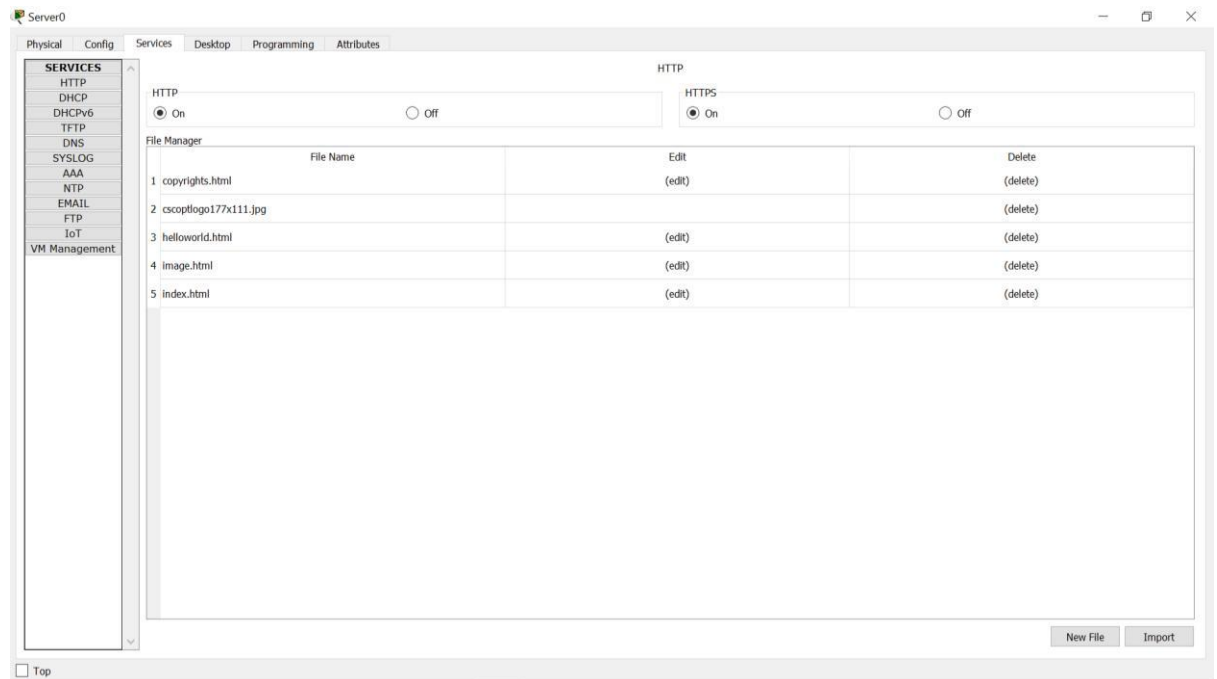 Server0
Physical Config Services Desktop Programming Attributes
SERVICES
HTTP
DHCP
DHCPv6
TFTP
DNS
SYSLOG
AAA
NTP
EMAIL
FTP
IoT
VM Management
HTTP
HTTP
On Off
HTTPS
On Off
File Manager
File Name Edit Delete
1 copyrights.html (edit) (delete)
2 cscoptlogo177x111.jpg (delete)
3 helloworld.html (edit) (delete)
4 image.html (edit) (delete)
5 index.html (edit) (delete)
New File Import
Top